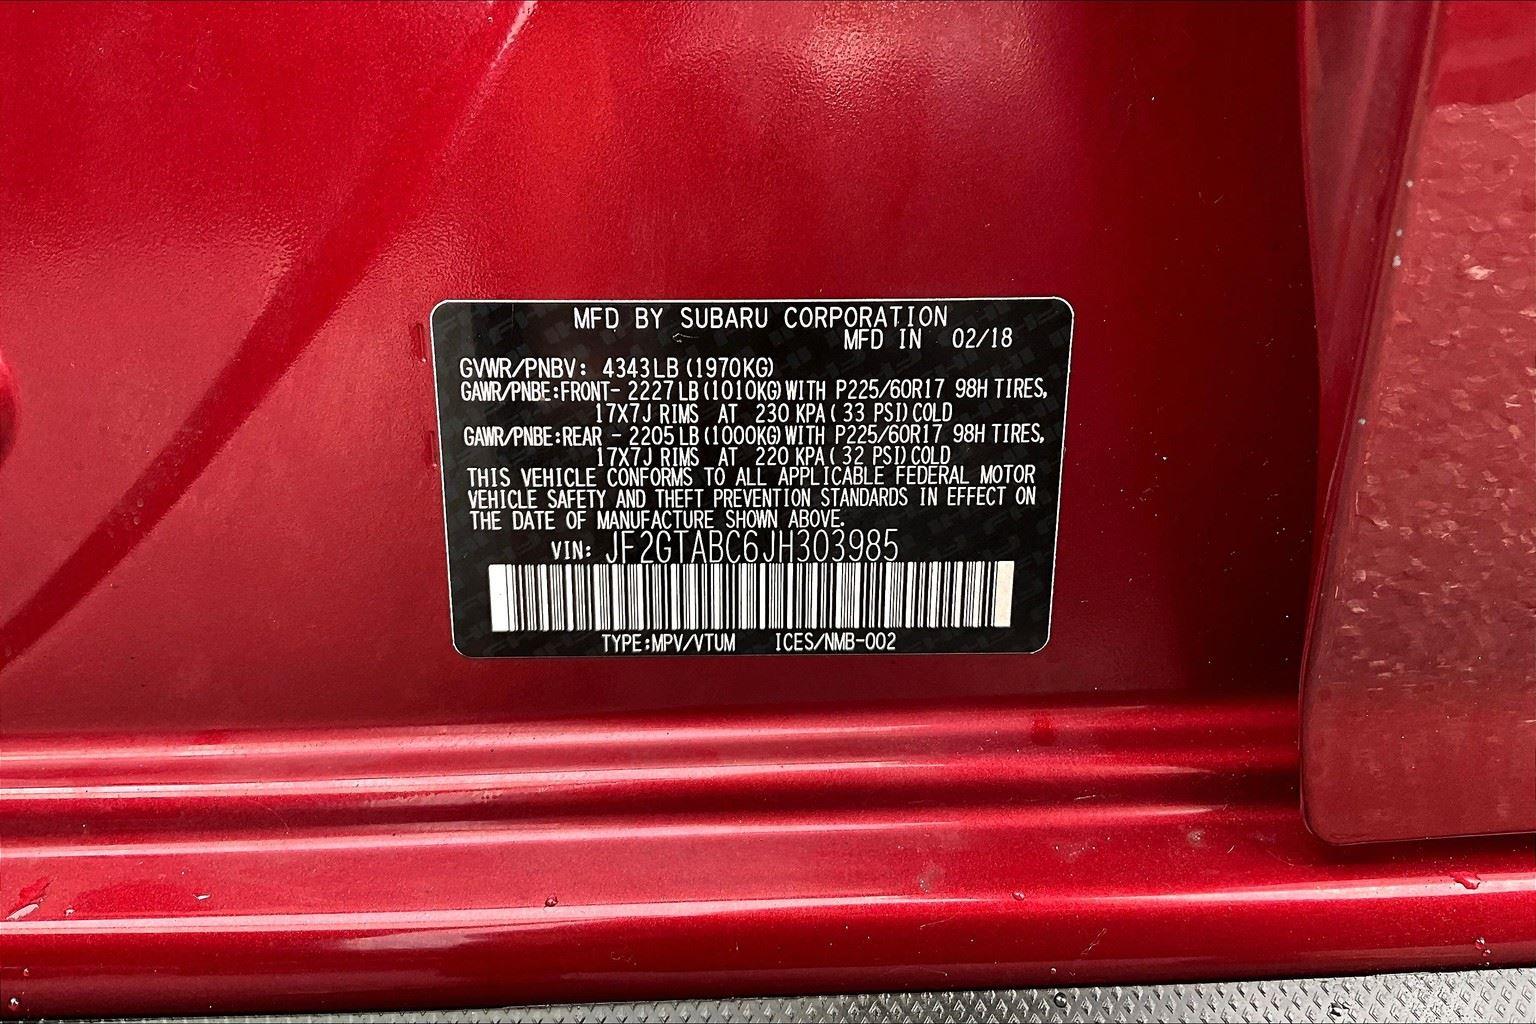 MFD BY SUBARU CORPORATION
MFD IN 02/18
GVWR/PNBV: 4343LB(1970KG)
GAWR/PNBE:FRONT- 2227LB(1010KG)WITH P225/60R17 98H TIRES,
17X7J RIMS AT 230 KPA(33 PSI)COLD
GAWR/PNBE:REAR - 2205LB(1000KG)WITH P225/60R17 98H TIRES,
17X7J RIMS AT 220 KPA(32 PSI)COLD
THIS VEHICLE CONFORMS TO ALL APPLICABLE FEDERAL MOTOR
VEHICLE SAFETY AND THEFT PREVENTION STANDARDS IN EFFECT ON
THE DATE OF MANUFACTURE SHOWN ABOVE.
VIN: JF2GTABC6JH303985
TYPE:MPV/VTUM ICES/NMB-002